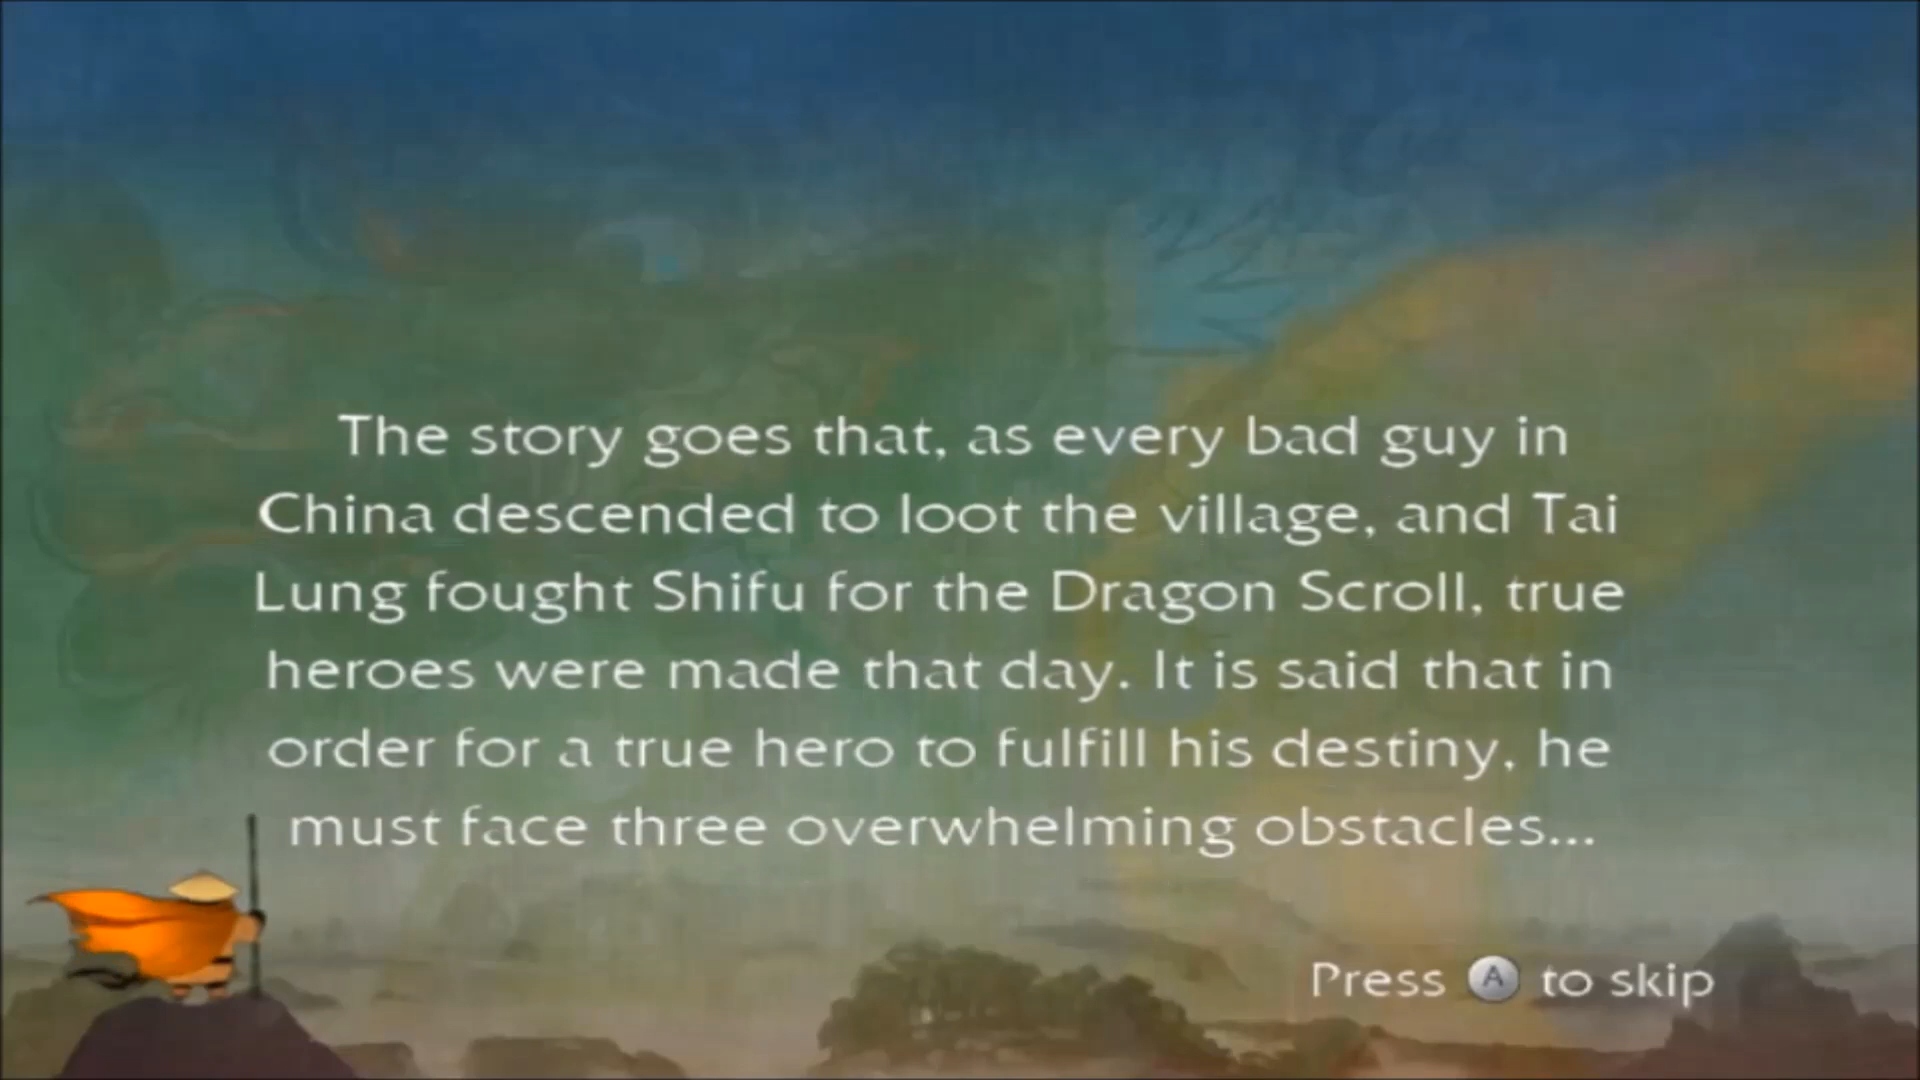 The story goes that, as every bad guy in
China descended to loot the village, and Tai
Lung fought Shifu for the Dragon Scroll, true
heroes were made that day. It is said that in
order for a true hero to fulfill his destiny, he
must face three overwhelming obstacles...
Press A to skip